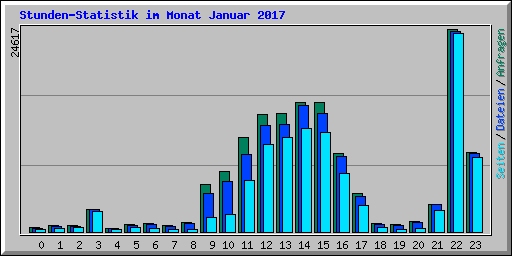 Stunden-Statistik im Monat Januar 2017
24617
Seiten / Dateien / Anfragen
0 1 2 3 4 5 6 7 8 9 10 11 12 13 14 15 16 17 18 19 20 21 22 23